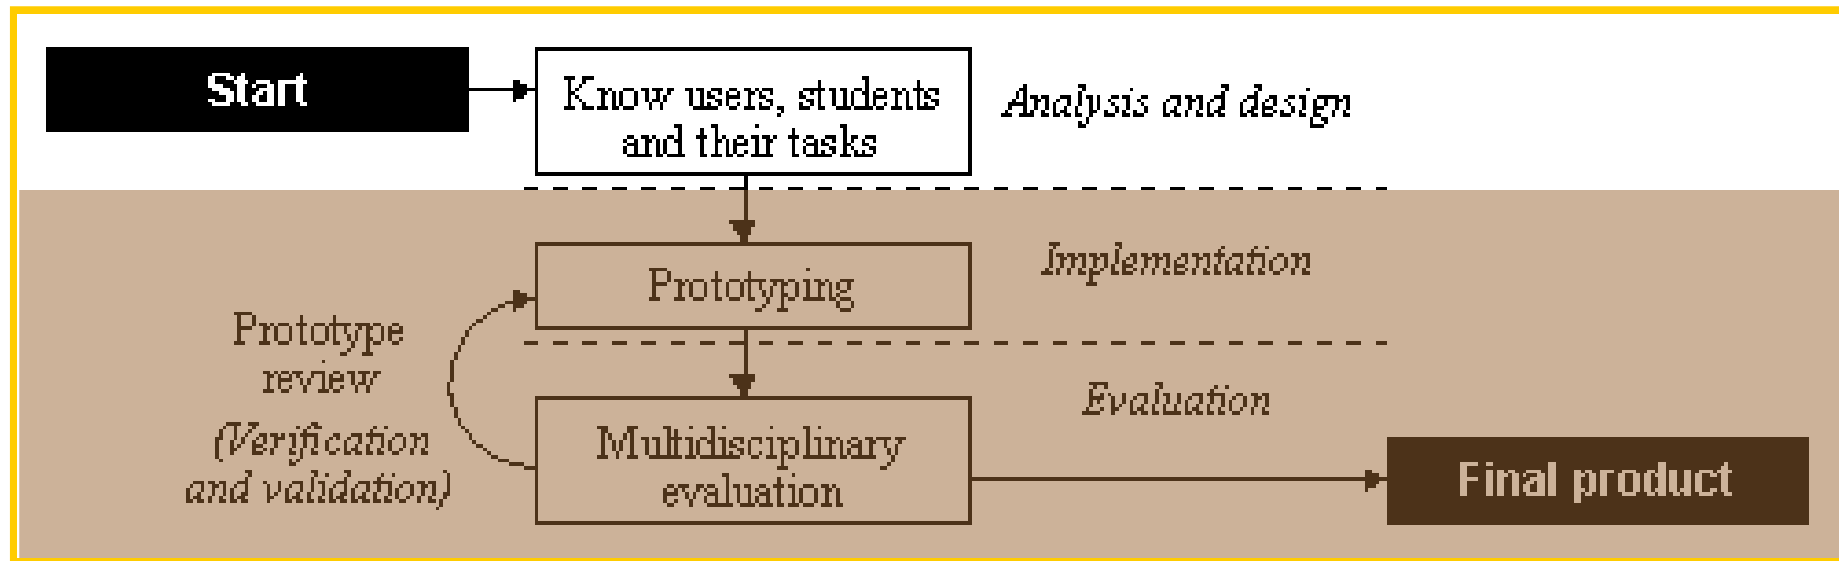 Start
Know users, students
and their tasks
Analysis and design
Prototyping
Implementation
Prototype
review
(Verification
and validation)
Multidisciplinary
evaluation
Evaluation
Final product